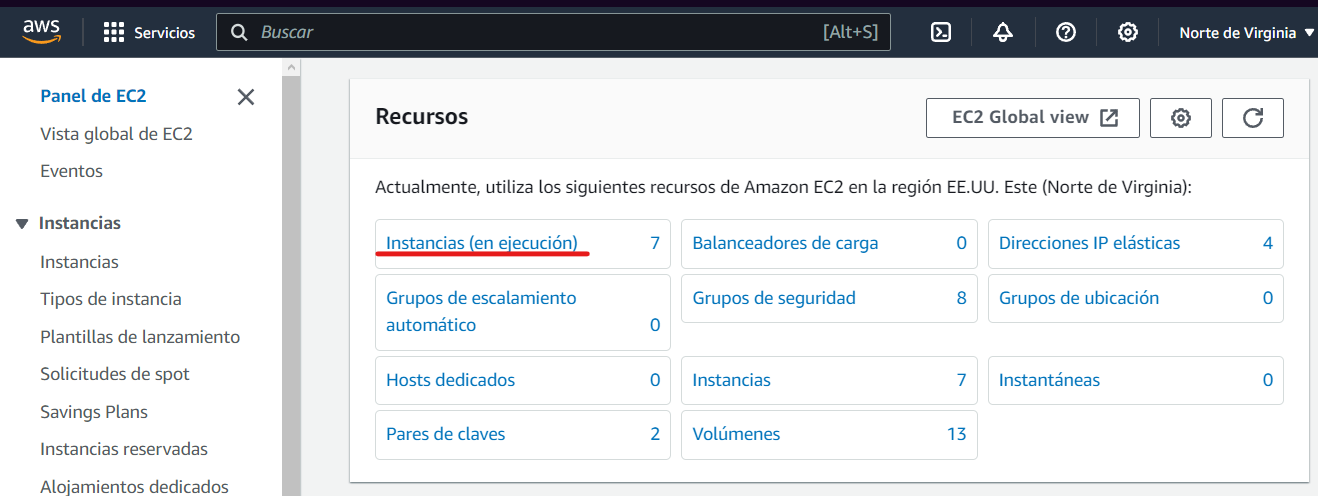 aws
Servicios
Buscar
[Alt+S]
Norte de Virginia
Panel de EC2
Vista global de EC2
Eventos
Instancias
Instancias
Tipos de instancia
Plantillas de lanzamiento
Solicitudes de spot
Savings Plans
Instancias reservadas
Alojamientos dedicados
Recursos
EC2 Global view
Actualmente, utiliza los siguientes recursos de Amazon EC2 en la región EE.UU. Este (Norte de Virginia):
Instancias (en ejecución) 7
Balanceadores de carga 0
Direcciones IP elásticas 4
Grupos de escalamiento
automático 0
Grupos de seguridad 8
Grupos de ubicación 0
Hosts dedicados 0
Instancias 7
Instantáneas 0
Pares de claves 2
Volúmenes 13